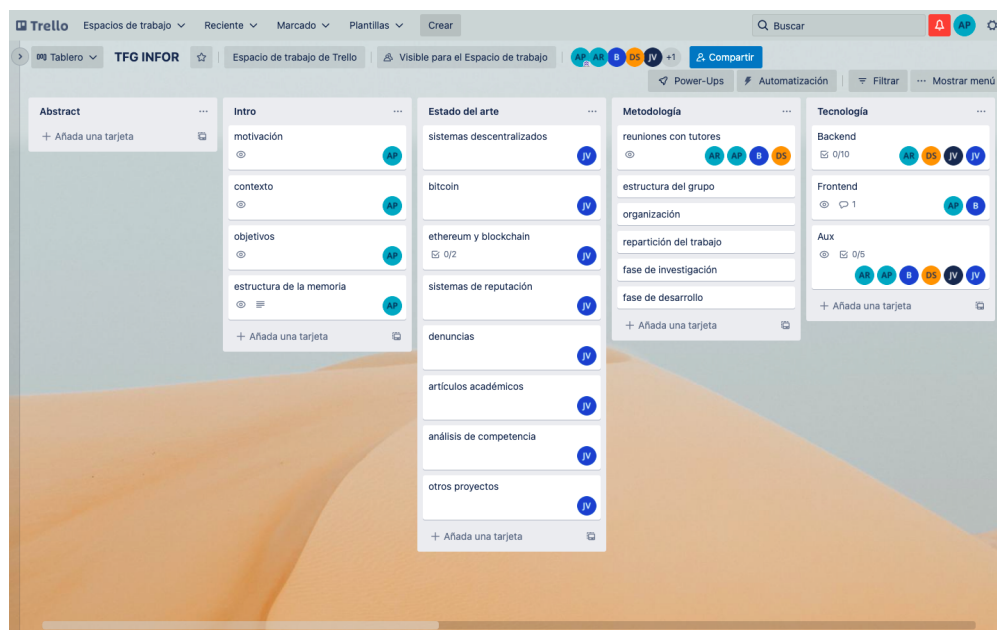 Trello Espacios de trabajo Reciente Marcado Plantillas Crear Buscar AP
Tablero TFG INFOR Espacio de trabajo de Trello Visible para el Espacio de trabajo AP AR B DS JV +1 Compartir
Power-Ups Automatización Filtrar ··· Mostrar menú
Abstract ···
+ Añada una tarjeta
Intro ···
motivación
AP
contexto
AP
objetivos
AP
estructura de la memoria
AP
+ Añada una tarjeta
Estado del arte ···
sistemas descentralizados
JV
bitcoin
JV
ethereum y blockchain
0/2 JV
sistemas de reputación
JV
denuncias
JV
artículos académicos
JV
análisis de competencia
JV
otros proyectos
JV
+ Añada una tarjeta
Metodología ···
reuniones con tutores
AR AP B DS
estructura del grupo
organización
repartición del trabajo
fase de investigación
fase de desarrollo
+ Añada una tarjeta
Tecnología ···
Backend
0/10 AR DS JV JV
Frontend
1 AP B
Aux
0/5
AR AP B DS JV JV
+ Añada una tarjeta